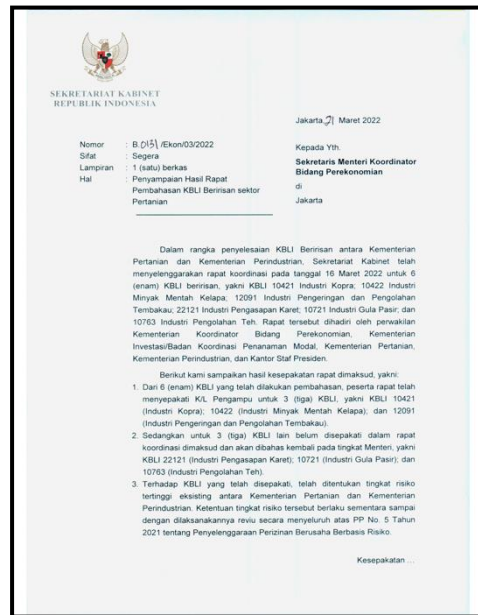 SEKRETARIAT KABINET
REPUBLIK INDONESIA
Jakarta, 21 Maret 2022
Nomor : B.0131/Ekon/03/2022
Sifat : Segera
Lampiran : 1 (satu) berkas
Hal : Penyampaian Hasil Rapat
Pembahasan KBLI Beririsan sektor
Pertanian
Kepada Yth.
Sekretaris Menteri Koordinator
Bidang Perekonomian
di
Jakarta
Dalam rangka penyelesaian KBLI Beririsan antara Kementerian
Pertanian dan Kementerian Perindustrian, Sekretariat Kabinet telah
menyelenggarakan rapat koordinasi pada tanggal 16 Maret 2022 untuk 6
(enam) KBLI beririsan, yakni KBLI 10421 Industri Kopra; 10422 Industri
Minyak Mentah Kelapa; 12091 Industri Pengeringan dan Pengolahan
Tembakau; 22121 Industri Pengasapan Karet; 10721 Industri Gula Pasir; dan
10763 Industri Pengolahan Teh. Rapat tersebut dihadiri oleh perwakilan
Kementerian Koordinator Bidang Perekonomian, Kementerian
Investasi/Badan Koordinasi Penanaman Modal, Kementerian Pertanian,
Kementerian Perindustrian, dan Kantor Staf Presiden.
Berikut kami sampaikan hasil kesepakatan rapat dimaksud, yakni:
1. Dari 6 (enam) KBLI yang telah dilakukan pembahasan, peserta rapat telah
menyepakati K/L Pengampu untuk 3 (tiga) KBLI, yakni KBLI 10421
(Industri Kopra); 10422 (Industri Minyak Mentah Kelapa); dan 12091
(Industri Pengeringan dan Pengolahan Tembakau).
2. Sedangkan untuk 3 (tiga) KBLI lain belum disepakati dalam rapat
koordinasi dimaksud dan akan dibahas kembali pada tingkat Menteri, yakni
KBLI 22121 (Industri Pengasapan Karet); 10721 (Industri Gula Pasir); dan
10763 (Industri Pengolahan Teh).
3. Terhadap KBLI yang telah disepakati, telah ditentukan tingkat risiko
tertinggi eksisting antara Kementerian Pertanian dan Kementerian
Perindustrian. Ketentuan tingkat risiko tersebut berlaku sementara sampai
dengan dilaksanakannya reviu secara menyeluruh atas PP No. 5 Tahun
2021 tentang Penyelenggaraan Perizinan Berusaha Berbasis Risiko.
Kesepakatan ...